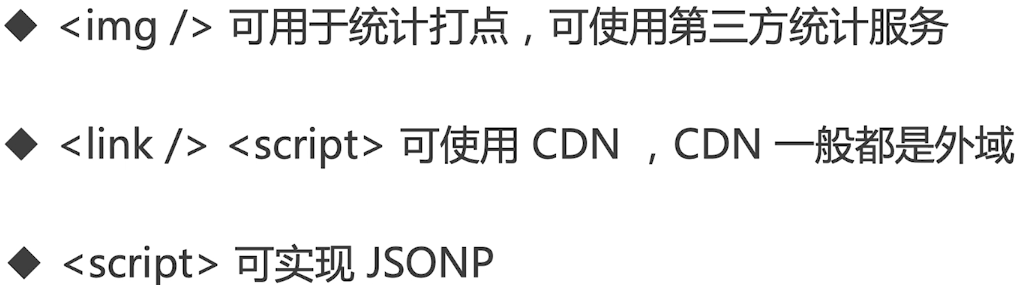 ◆ <img /> 可用于统计打点，可使用第三方统计服务
◆ <link /> <script> 可使用 CDN ，CDN 一般都是外域
◆ <script> 可实现 JSONP